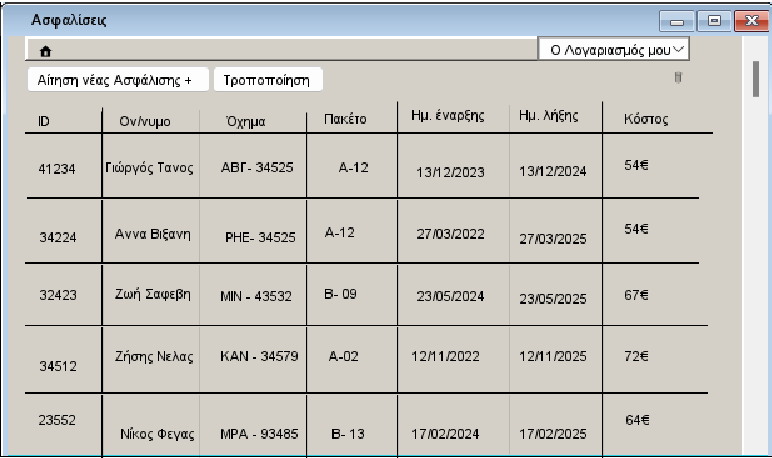 Ασφαλίσεις
Ο Λογαριασμός μου
Αίτηση νέας Ασφάλισης + Τροπποποίηση
ID Ον/νυμο Όχημα Πακέτο Ημ. έναρξης Ημ. λήξης Κόστος
41234 Γιώργός Τανος ΑΒΓ- 34525 Α-12 13/12/2023 13/12/2024 54€
34224 Αννα Βιξανη ΡΗΕ- 34525 Α-12 27/03/2022 27/03/2025 54€
32423 Ζωή Σαφεβη ΜΙΝ - 43532 Β- 09 23/05/2024 23/05/2025 67€
34512 Ζήσης Νελας ΚΑΝ - 34579 Α-02 12/11/2022 12/11/2025 72€
23552 Νίκος Φεγας ΜΡΑ - 93485 Β- 13 17/02/2024 17/02/2025 64€